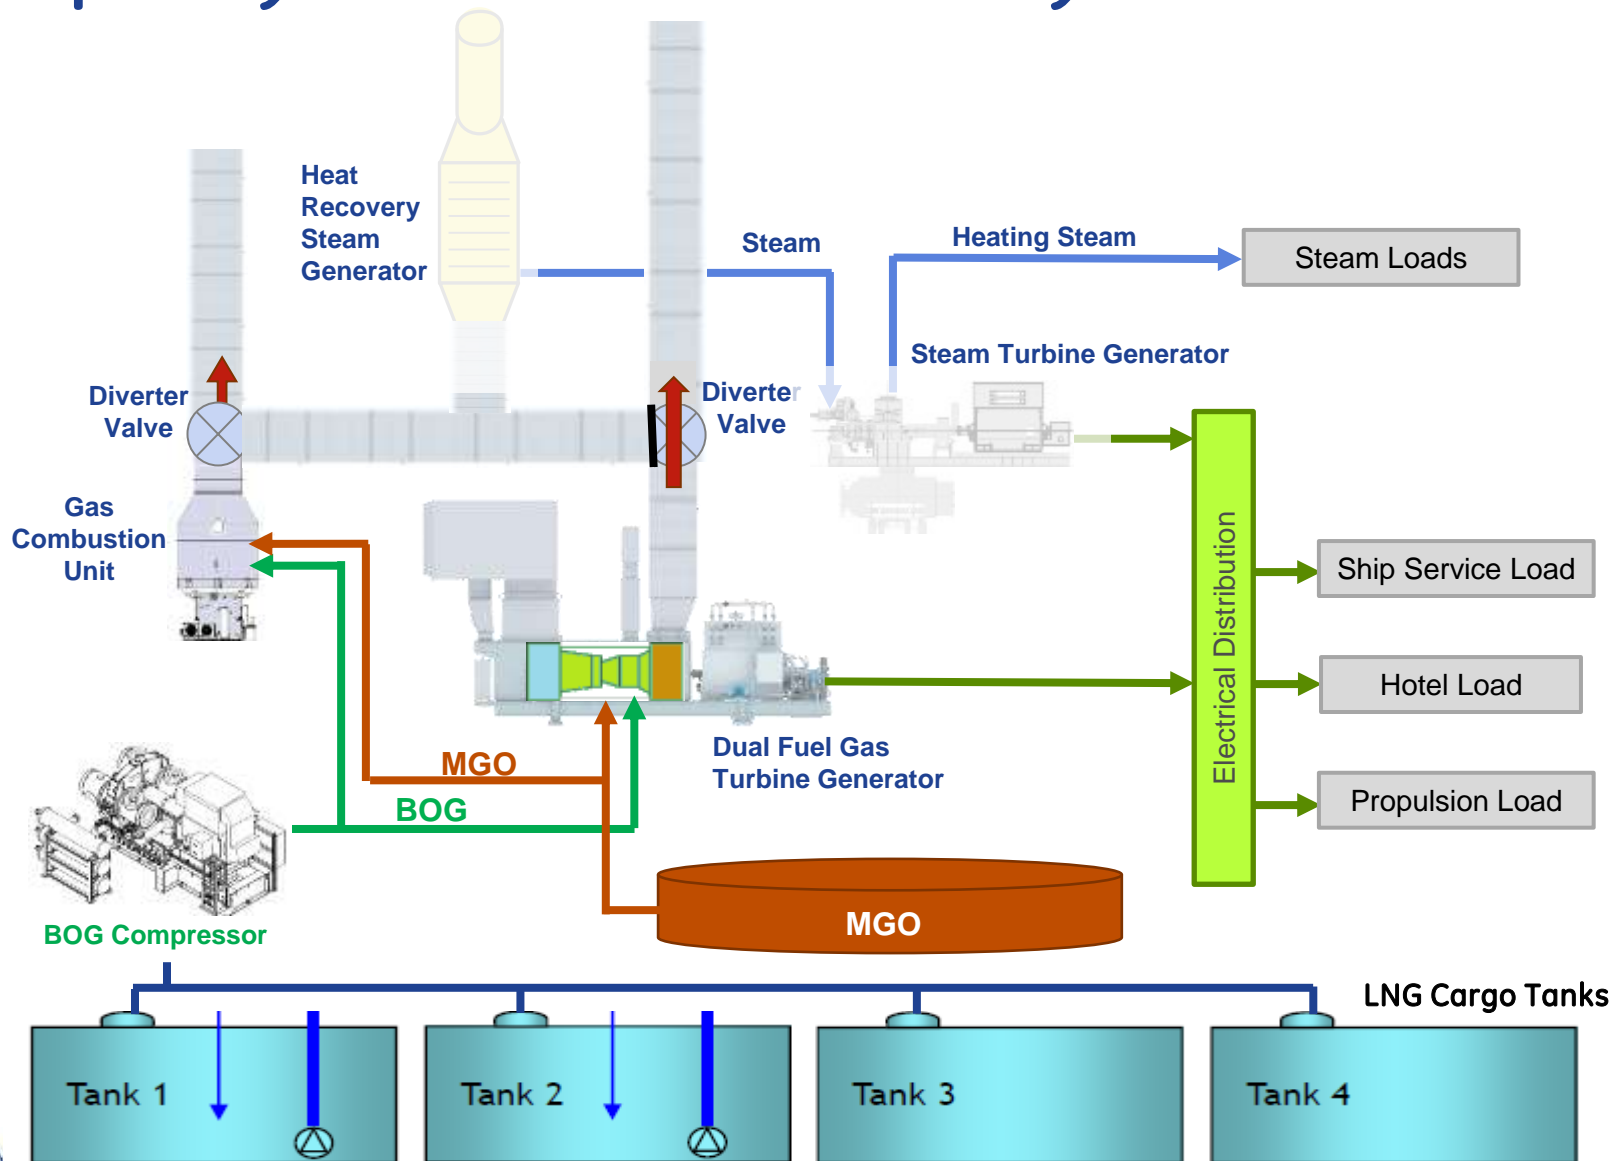 Heat
Recovery
Steam
Generator
Steam
Heating Steam
Steam Loads
Steam Turbine Generator
Diverter
Valve
Diverter
Valve
Gas
Combustion
Unit
Electrical Distribution
Ship Service Load
Hotel Load
Propulsion Load
Dual Fuel Gas
Turbine Generator
MGO
BOG
MGO
BOG Compressor
LNG Cargo Tanks
Tank 1
Tank 2
Tank 3
Tank 4